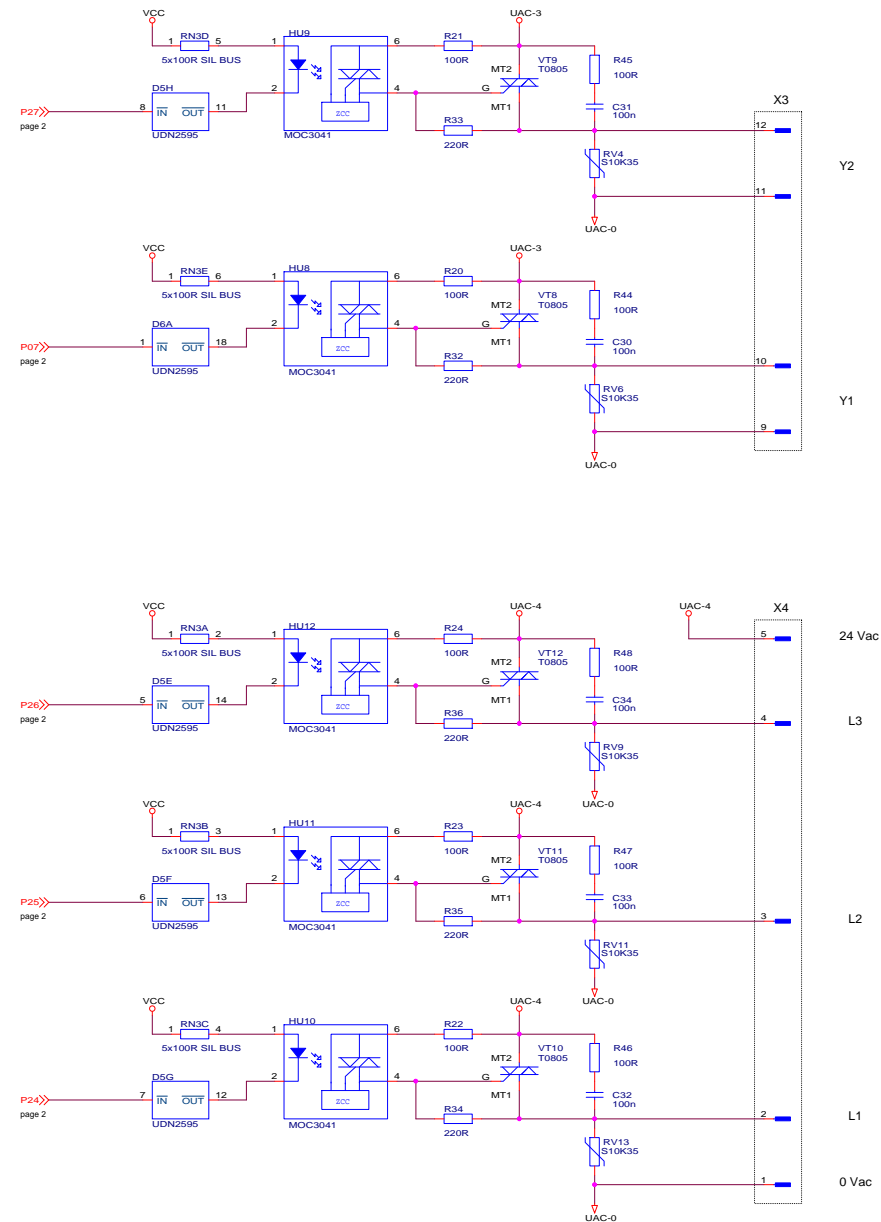 VCC
UAC-3
1 RN3D 5
5x100R SIL BUS
HU9
1
6
R21
100R
VT9
T0805
MT2
R45
100R
X3
P27
page 2
8
D5H
IN OUT
11
UDN2595
2
ZCC
MOC3041
4
G
MT1
R33
220R
C31
100n
12
RV4
S10K35
Y2
11
UAC-0
VCC
UAC-3
1 RN3E 6
5x100R SIL BUS
HU8
1
6
R20
100R
VT8
T0805
MT2
R44
100R
P07
page 2
1
D6A
IN OUT
18
UDN2595
2
ZCC
MOC3041
4
G
MT1
R32
220R
C30
100n
10
RV6
S10K35
Y1
9
UAC-0
VCC
UAC-4
UAC-4
X4
1 RN3A 2
5x100R SIL BUS
HU12
1
6
R24
100R
VT12
T0805
MT2
R48
100R
5
24 Vac
P26
page 2
5
D5E
IN OUT
14
UDN2595
2
ZCC
MOC3041
4
G
MT1
R36
220R
C34
100n
4
L3
RV9
S10K35
UAC-0
VCC
UAC-4
1 RN3B 3
5x100R SIL BUS
HU11
1
6
R23
100R
VT11
T0805
MT2
R47
100R
P25
page 2
6
D5F
IN OUT
13
UDN2595
2
ZCC
MOC3041
4
G
MT1
R35
220R
C33
100n
3
L2
RV11
S10K35
UAC-0
VCC
UAC-4
1 RN3C 4
5x100R SIL BUS
HU10
1
6
R22
100R
VT10
T0805
MT2
R46
100R
P24
page 2
7
D5G
IN OUT
12
UDN2595
2
ZCC
MOC3041
4
G
MT1
R34
220R
C32
100n
2
L1
RV13
S10K35
1
0 Vac
UAC-0